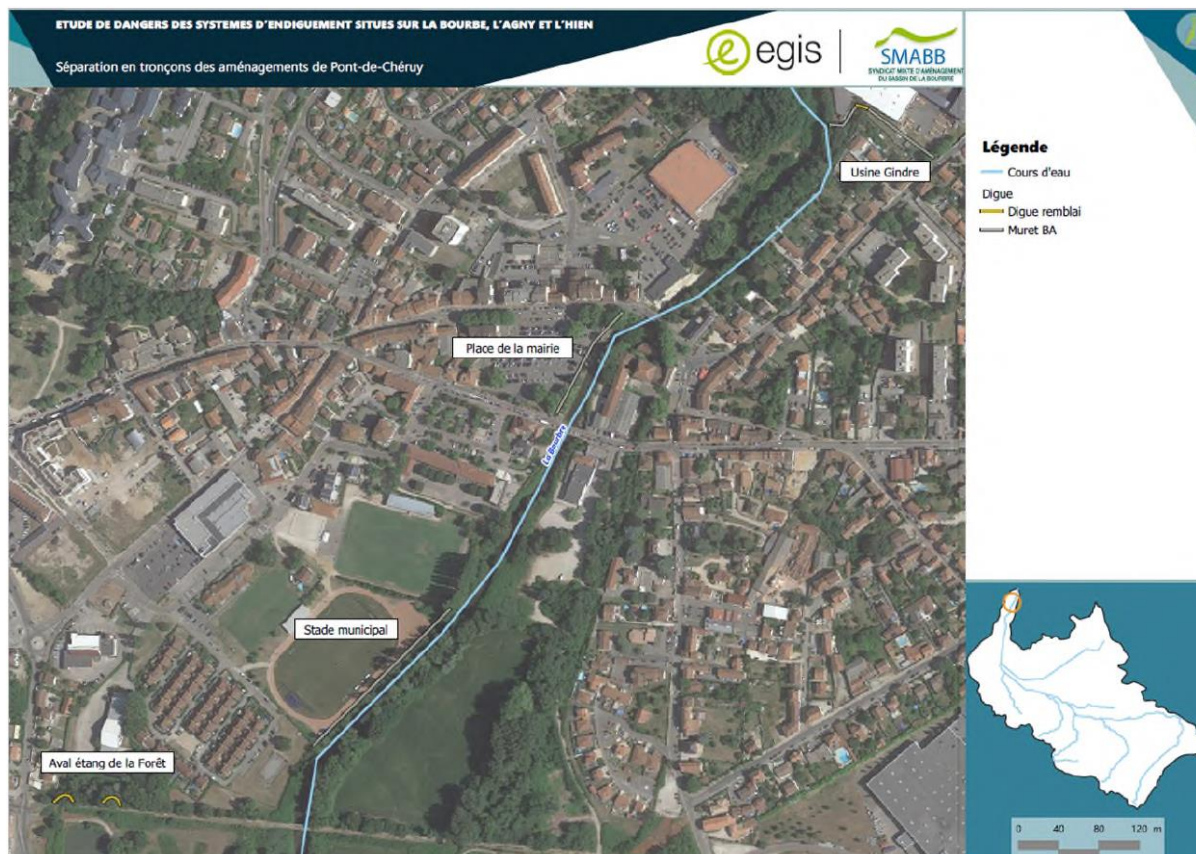 ETUDE DE DANGERS DES SYSTEMES D'ENDIGUEMENT SITUES SUR LA BOURBE, L'AGNY ET L'HIEN
Séparation en tronçons des aménagements de Pont-de-Chéruy
egis
SMABB
SYNDICAT MIXTE D'AMÉNAGEMENT
DU BASSIN DE LA BOURBRE
Usine Gindre
Place de la mairie
La Bourbre
Stade municipal
Aval étang de la Forêt
Légende
Cours d'eau
Digue
Digue remblai
Muret BA
0 40 80 120 m